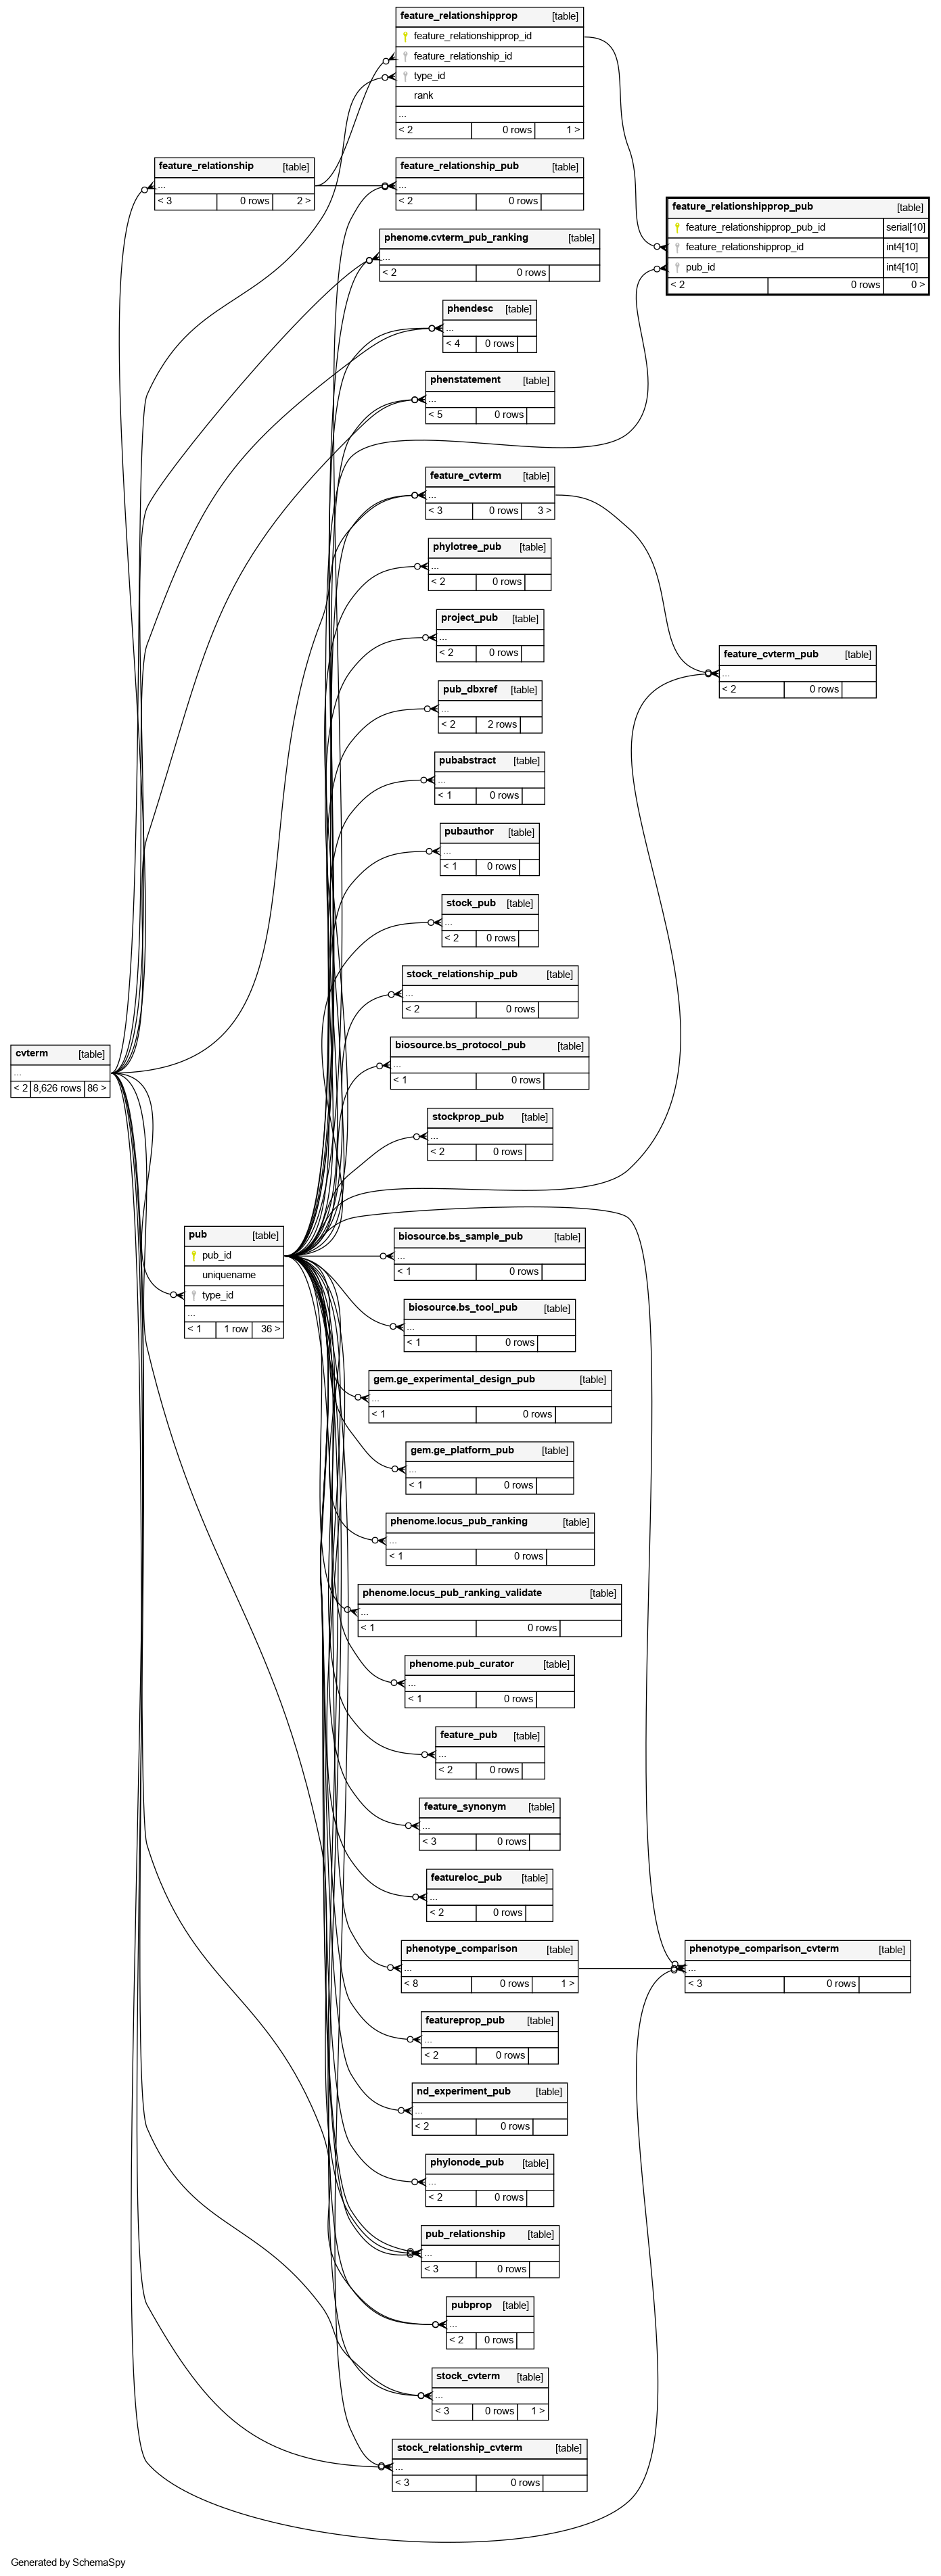 feature_relationshipprop [table]
feature_relationshipprop_id
feature_relationship_id
type_id
rank
...
< 2 0 rows 1 >
feature_relationship [table]
...
< 3 0 rows 2 >
feature_relationship_pub [table]
...
< 2 0 rows
feature_relationshipprop_pub [table]
feature_relationshipprop_pub_id serial[10]
feature_relationshipprop_id int4[10]
pub_id int4[10]
< 2 0 rows 0 >
phenome.cvterm_pub_ranking [table]
...
< 2 0 rows
phendesc [table]
...
< 4 0 rows
phenstatement [table]
...
< 5 0 rows
feature_cvterm [table]
...
< 3 0 rows 3 >
phylotree_pub [table]
...
< 2 0 rows
project_pub [table]
...
< 2 0 rows
feature_cvterm_pub [table]
...
< 2 0 rows
pub_dbxref [table]
...
< 2 2 rows
pubabstract [table]
...
< 1 0 rows
pubauthor [table]
...
< 1 0 rows
stock_pub [table]
...
< 2 0 rows
stock_relationship_pub [table]
...
< 2 0 rows
biosource.bs_protocol_pub [table]
...
< 1 0 rows
cvterm [table]
...
< 2 8,626 rows 86 >
stockprop_pub [table]
...
< 2 0 rows
pub [table]
pub_id
uniquename
type_id
...
< 1 1 row 36 >
biosource.bs_sample_pub [table]
...
< 1 0 rows
biosource.bs_tool_pub [table]
...
< 1 0 rows
gem.ge_experimental_design_pub [table]
...
< 1 0 rows
gem.ge_platform_pub [table]
...
< 1 0 rows
phenome.locus_pub_ranking [table]
...
< 1 0 rows
phenome.locus_pub_ranking_validate [table]
...
< 1 0 rows
phenome.pub_curator [table]
...
< 1 0 rows
feature_pub [table]
...
< 2 0 rows
feature_synonym [table]
...
< 3 0 rows
featureloc_pub [table]
...
< 2 0 rows
phenotype_comparison [table]
...
< 8 0 rows 1 >
phenotype_comparison_cvterm [table]
...
< 3 0 rows
featureprop_pub [table]
...
< 2 0 rows
nd_experiment_pub [table]
...
< 2 0 rows
phylonode_pub [table]
...
< 2 0 rows
pub_relationship [table]
...
< 3 0 rows
pubprop [table]
...
< 2 0 rows
stock_cvterm [table]
...
< 3 0 rows 1 >
stock_relationship_cvterm [table]
...
< 3 0 rows
Generated by SchemaSpy